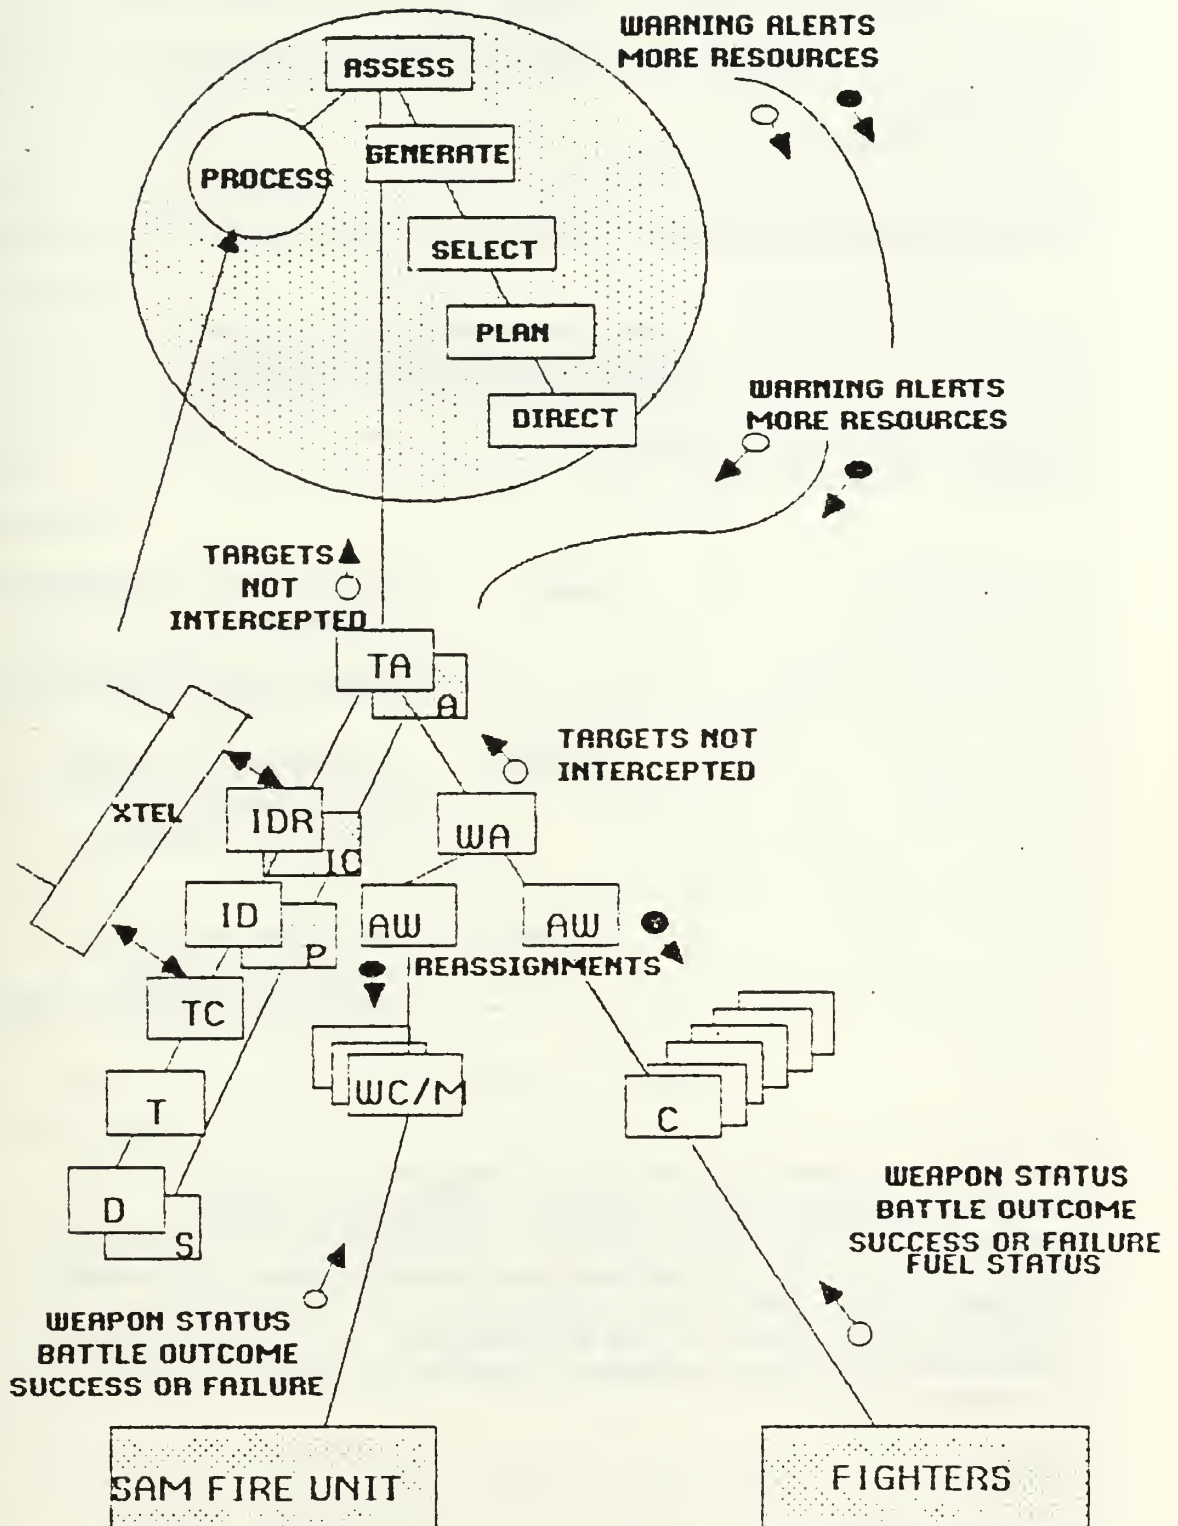 WARNING ALERTS
MORE RESOURCES
ASSESS
PROCESS
GENERATE
SELECT
PLAN
DIRECT
WARNING ALERTS
MORE RESOURCES
TARGETS
NOT
INTERCEPTED
TA
A
TARGETS NOT
INTERCEPTED
XTEL
IDR
IC
WA
ID
P
AW
AW
REASSIGNMENTS
TC
WC/M
C
T
D
S
WEAPON STATUS
BATTLE OUTCOME
SUCCESS OR FAILURE
FUEL STATUS
WEAPON STATUS
BATTLE OUTCOME
SUCCESS OR FAILURE
SAM FIRE UNIT
FIGHTERS